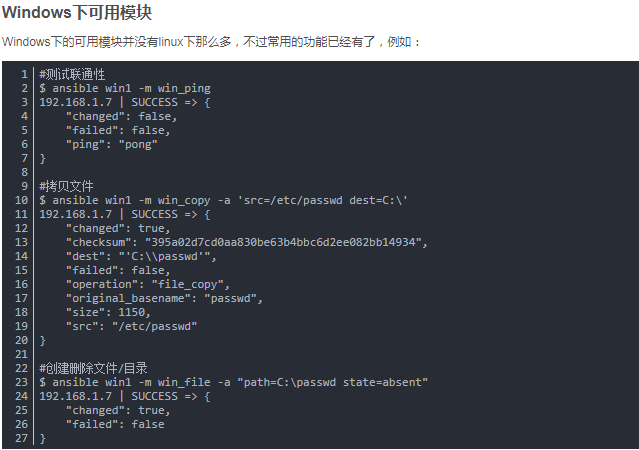 Windows下可用模块
Windows下的可用模块并没有linux下那么多，不过常用的功能已经有了，例如：
1 #测试联通性
2 $ ansible win1 -m win_ping
3 192.168.1.7 | SUCCESS => {
4     "changed": false,
5     "failed": false,
6     "ping": "pong"
7 }
8
9 #拷贝文件
10 $ ansible win1 -m win_copy -a 'src=/etc/passwd dest=C:\'
11 192.168.1.7 | SUCCESS => {
12     "changed": true,
13     "checksum": "395a02d7cd0aa830be63b4bbc6d2ee082bb14934",
14     "dest": "'C:\\passwd'",
15     "failed": false,
16     "operation": "file_copy",
17     "original_basename": "passwd",
18     "size": 1150,
19     "src": "/etc/passwd"
20 }
21
22 #创建删除文件/目录
23 $ ansible win1 -m win_file -a "path=C:\passwd state=absent"
24 192.168.1.7 | SUCCESS => {
25     "changed": true,
26     "failed": false
27 }